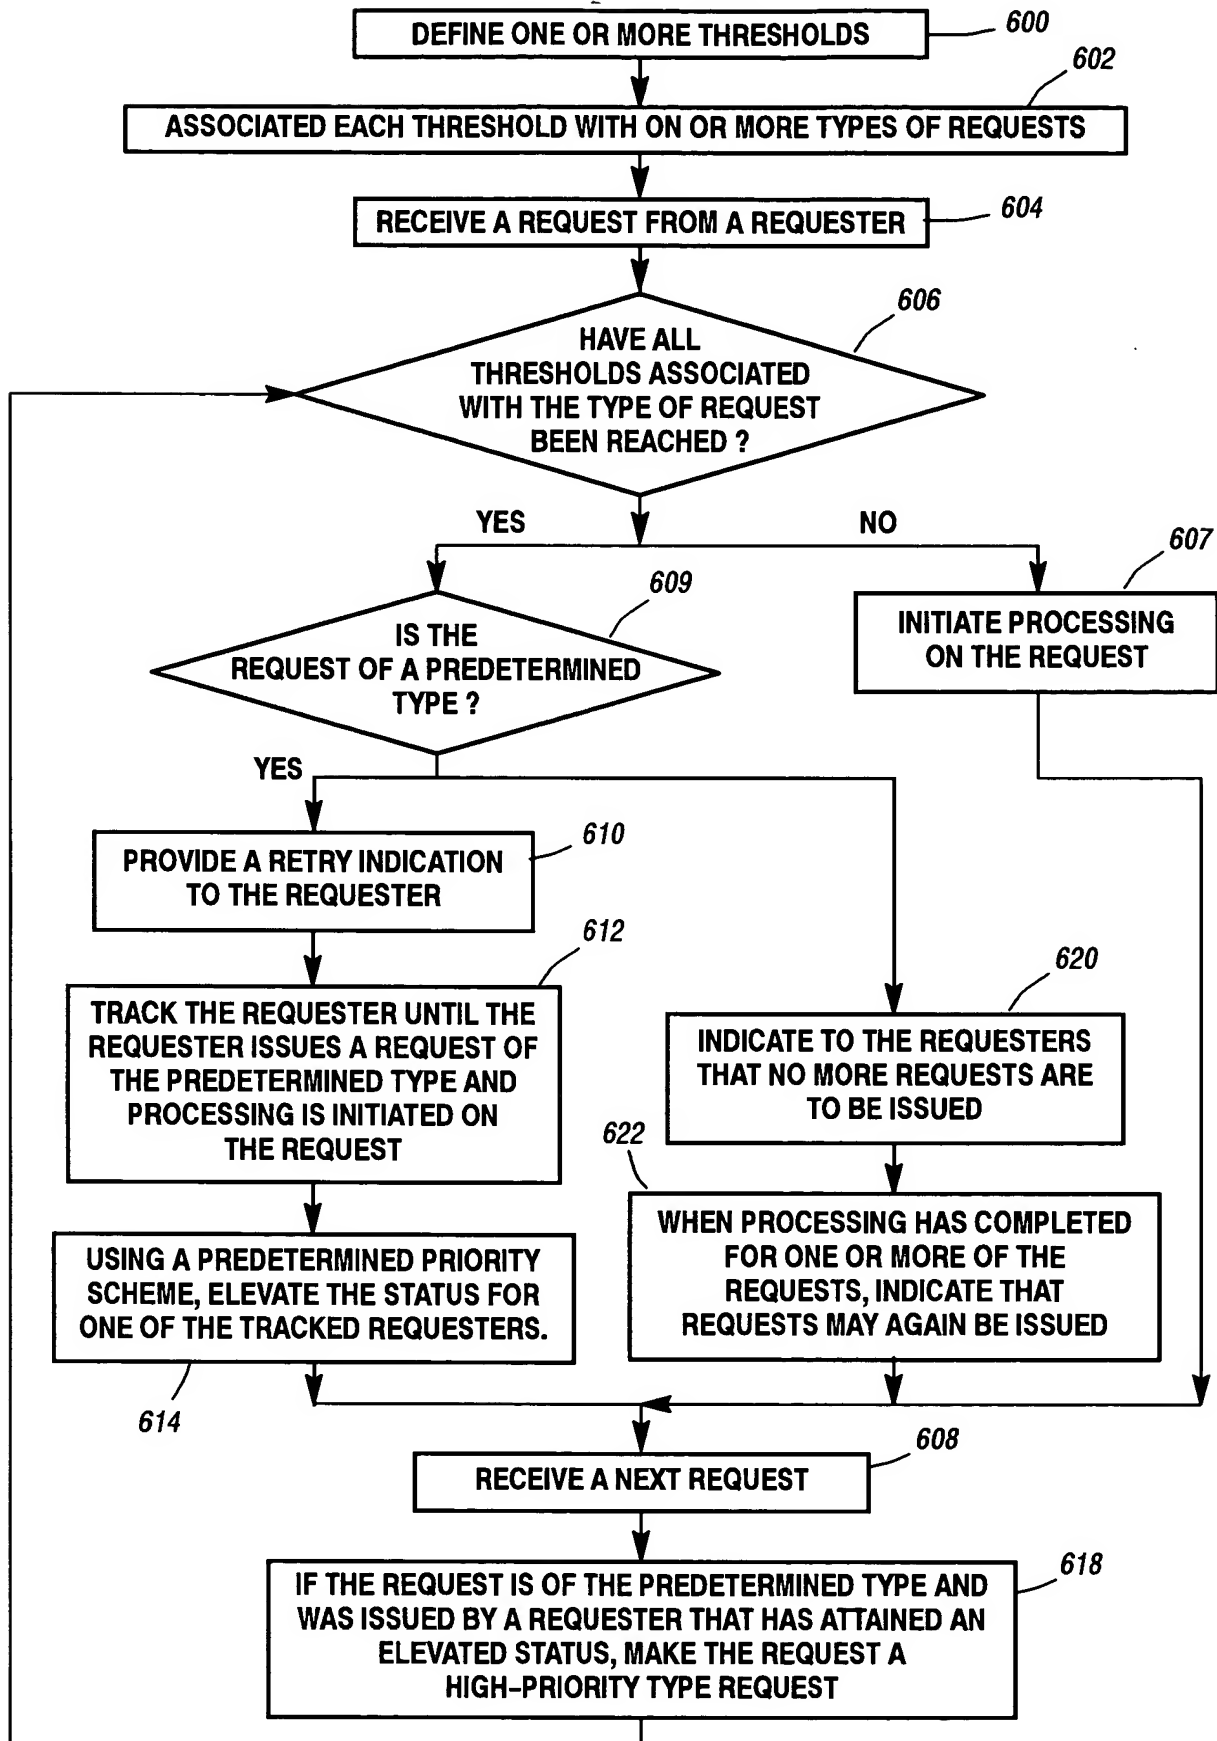 DEFINE ONE OR MORE THRESHOLDS
600
602
ASSOCIATED EACH THRESHOLD WITH ON OR MORE TYPES OF REQUESTS
RECEIVE A REQUEST FROM A REQUESTER
604
606
HAVE ALL
THRESHOLDS ASSOCIATED
WITH THE TYPE OF REQUEST
BEEN REACHED ?
YES
NO
607
609
INITIATE PROCESSING
ON THE REQUEST
IS THE
REQUEST OF A PREDETERMINED
TYPE ?
YES
610
PROVIDE A RETRY INDICATION
TO THE REQUESTER
612
TRACK THE REQUESTER UNTIL THE
REQUESTER ISSUES A REQUEST OF
THE PREDETERMINED TYPE AND
PROCESSING IS INITIATED ON
THE REQUEST
620
INDICATE TO THE REQUESTERS
THAT NO MORE REQUESTS ARE
TO BE ISSUED
622
WHEN PROCESSING HAS COMPLETED
FOR ONE OR MORE OF THE
REQUESTS, INDICATE THAT
REQUESTS MAY AGAIN BE ISSUED
USING A PREDETERMINED PRIORITY
SCHEME, ELEVATE THE STATUS FOR
ONE OF THE TRACKED REQUESTERS.
614
608
RECEIVE A NEXT REQUEST
618
IF THE REQUEST IS OF THE PREDETERMINED TYPE AND
WAS ISSUED BY A REQUESTER THAT HAS ATTAINED AN
ELEVATED STATUS, MAKE THE REQUEST A
HIGH-PRIORITY TYPE REQUEST